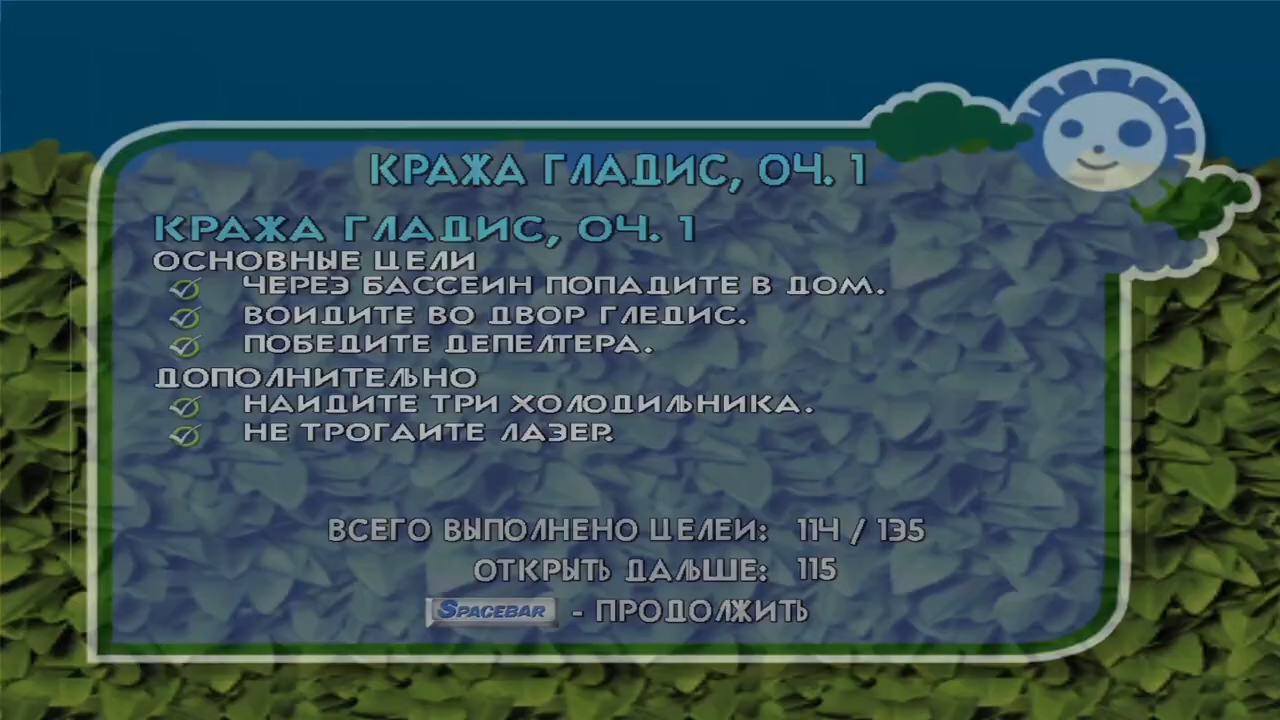 КРАЖА ГЛАДИС, ОЧ. 1
КРАЖА ГЛАДИС, ОЧ. 1
ОСНОВНЫЕ ЦЕЛИ
ЧЕРЕЗ БАССЕИН ПОПАДИТЕ В ДОМ.
ВОИДИТЕ ВО ДВОР ГЛЕДИС.
ПОБЕДИТЕ ДЕПЕЛТЕРА.
ДОПОЛНИТЕЛЬНО
НАИДИТЕ ТРИ ХОЛОДИЛЬНИКА.
НЕ ТРОГАИТЕ ЛАЗЕР.
ВСЕГО ВЫПОЛНЕНО ЦЕЛЕИ: 114 / 135
ОТКРЫТЬ ДАЛЬШЕ: 115
SPACEBAR - ПРОДОЛЖИТЬ